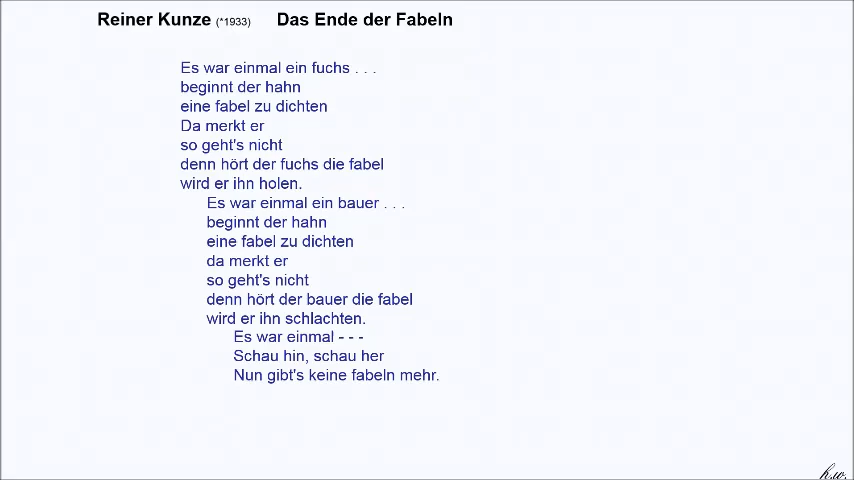 Reiner Kunze (*1933) Das Ende der Fabeln
Es war einmal ein fuchs . . .
beginnt der hahn
eine fabel zu dichten
Da merkt er
so geht's nicht
denn hört der fuchs die fabel
wird er ihn holen.
Es war einmal ein bauer . . .
beginnt der hahn
eine fabel zu dichten
da merkt er
so geht's nicht
denn hört der bauer die fabel
wird er ihn schlachten.
Es war einmal - - -
Schau hin, schau her
Nun gibt's keine fabeln mehr.
h.w.